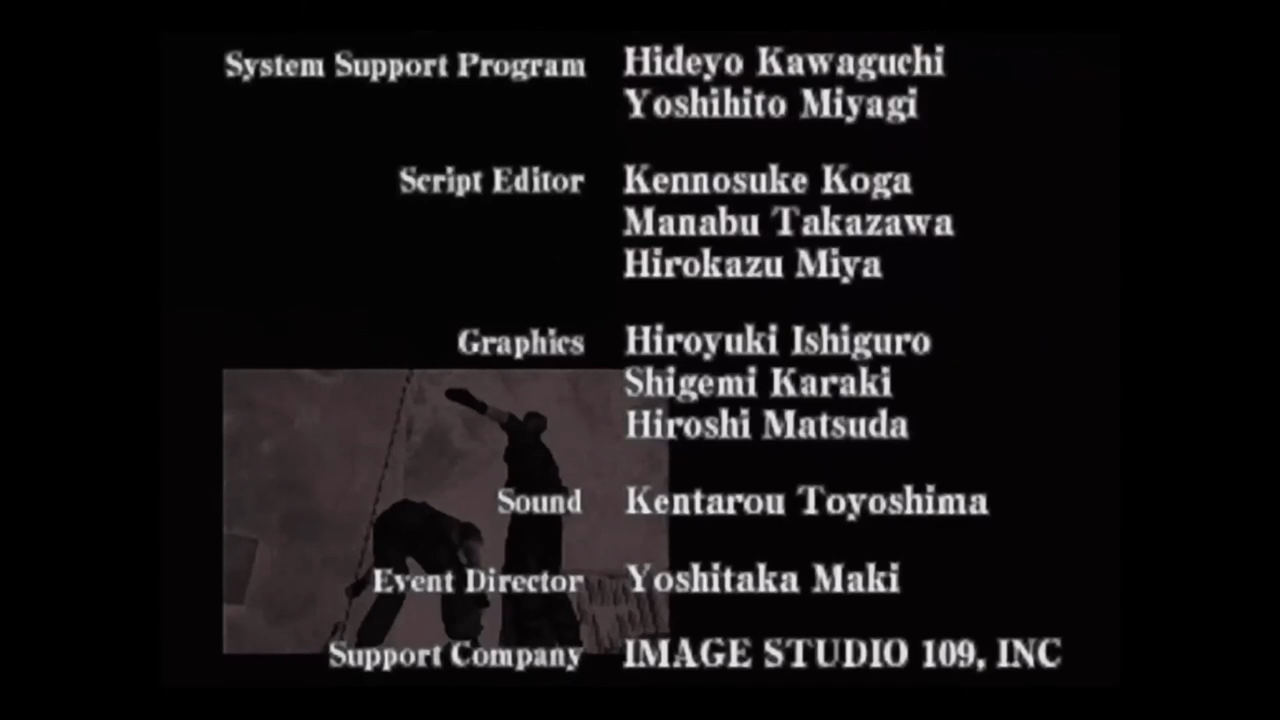 System Support Program Hideyo Kawaguchi
Yoshihito Miyagi
Script Editor Kennosuke Koga
Manabu Takazawa
Hirokazu Miya
Graphics Hiroyuki Ishiguro
Shigemi Karaki
Hiroshi Matsuda
Sound Kentarou Toyoshima
Event Director Yoshitaka Maki
Support Company IMAGE STUDIO 109, INC